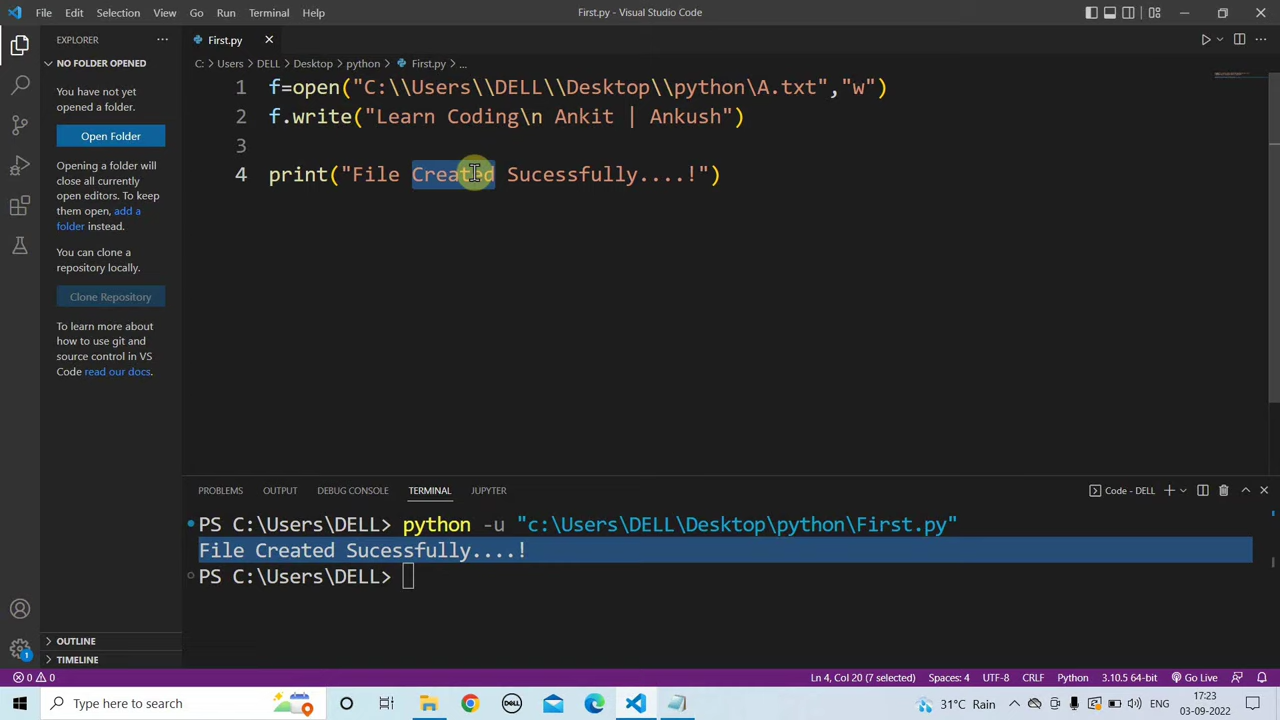 File Edit Selection View Go Run Terminal Help First.py - Visual Studio Code
EXPLORER
First.py
NO FOLDER OPENED
C: > Users > DELL > Desktop > python > First.py > ...
You have not yet
opened a folder.
Open Folder
Opening a folder will
close all currently
open editors. To keep
them open, add a
folder instead.
You can clone a
repository locally.
Clone Repository
To learn more about
how to use git and
source control in VS
Code read our docs.
1 f=open("C:\\Users\\DELL\\Desktop\\python\A.txt","w")
2 f.write("Learn Coding\n Ankit | Ankush")
3
4 print("File Created Sucessfully....!")
PROBLEMS OUTPUT DEBUG CONSOLE TERMINAL JUPYTER Code - DELL
PS C:\Users\DELL> python -u "c:\Users\DELL\Desktop\python\First.py"
File Created Sucessfully....!
PS C:\Users\DELL>
OUTLINE
TIMELINE
1
0 0 Ln 4, Col 20 (7 selected) Spaces: 4 UTF-8 CRLF Python 3.10.5 64-bit Go Live
Type here to search
DELL
31°C Rain ENG 17:23
03-09-2022